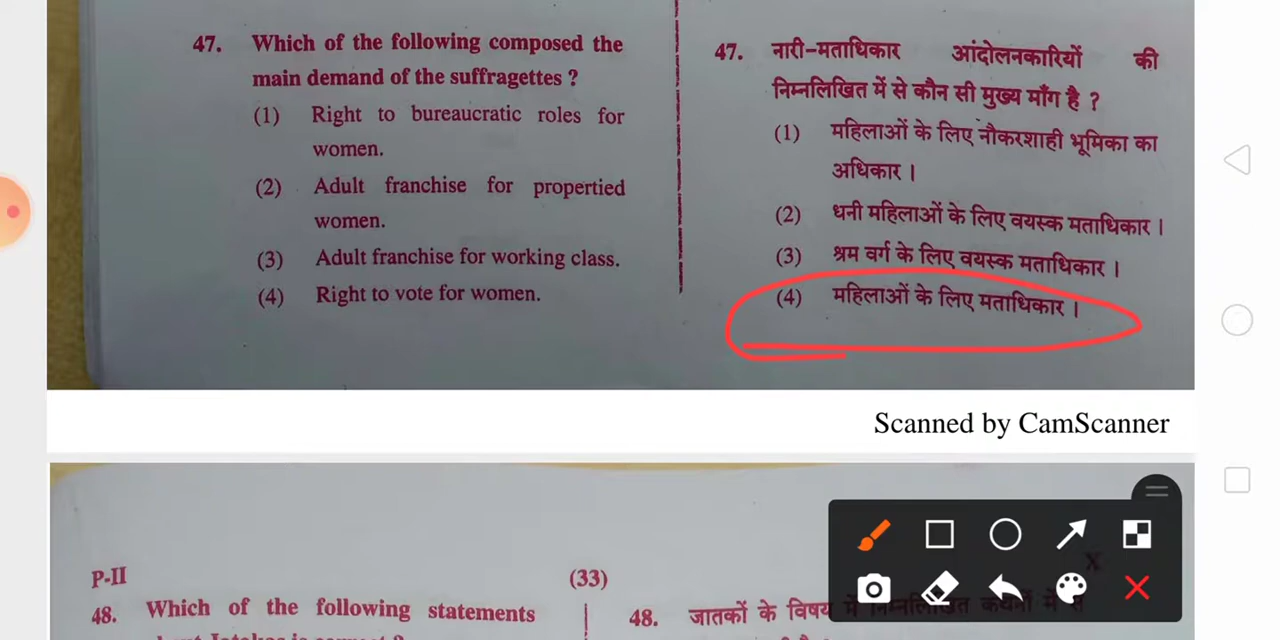 47. Which of the following composed the
main demand of the suffragettes ?
(1) Right to bureaucratic roles for
women.
(2) Adult franchise for propertied
women.
(3) Adult franchise for working class.
(4) Right to vote for women.
47. नारी-मताधिकार आंदोलनकारियों की
निम्नलिखित में से कौन सी मुख्य माँग है ?
(1) महिलाओं के लिए नौकरशाही भूमिका का
अधिकार ।
(2) धनी महिलाओं के लिए वयस्क मताधिकार ।
(3) श्रम वर्ग के लिए वयस्क मताधिकार ।
(4) महिलाओं के लिए मताधिकार ।
Scanned by CamScanner
P-II
(33)
X
48. Which of the following statements
48. जातकों के विषय में निम्नलिखित कथनों में से